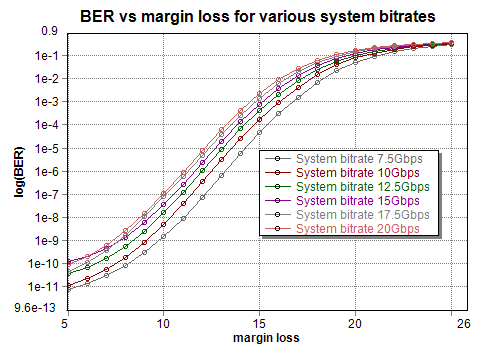 BER vs margin loss for various system bitrates
0.9
1e-1
1e-2
1e-3
1e-4
1e-5
1e-6
1e-7
1e-8
1e-9
1e-10
1e-11
9.6e-13
log(BER)
System bitrate 7.5Gbps
System bitrate 10Gbps
System bitrate 12.5Gbps
System bitrate 15Gbps
System bitrate 17.5Gbps
System bitrate 20Gbps
5 10 15 20 26
margin loss